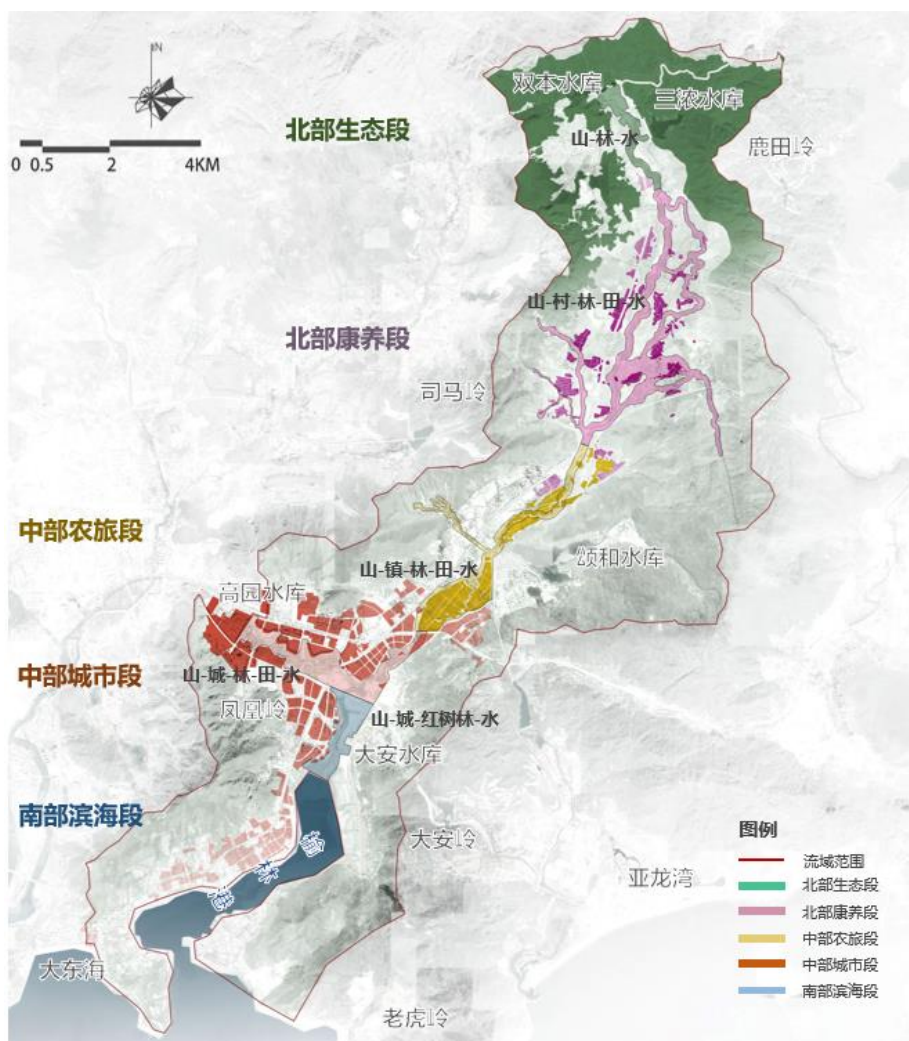 N
0 0.5 2 4KM
双本水库
三浓水库
北部生态段
山-林-水
鹿田岭
山-村-林-田-水
北部康养段
司马岭
中部农旅段
颂和水库
山-镇-林-田-水
高园水库
中部城市段
山-城-林-田-水
凤凰岭
山-城-红树林-水
大安水库
南部滨海段
大安岭
榆林港
亚龙湾
大东海
老虎岭
图例
流域范围
北部生态段
北部康养段
中部农旅段
中部城市段
南部滨海段